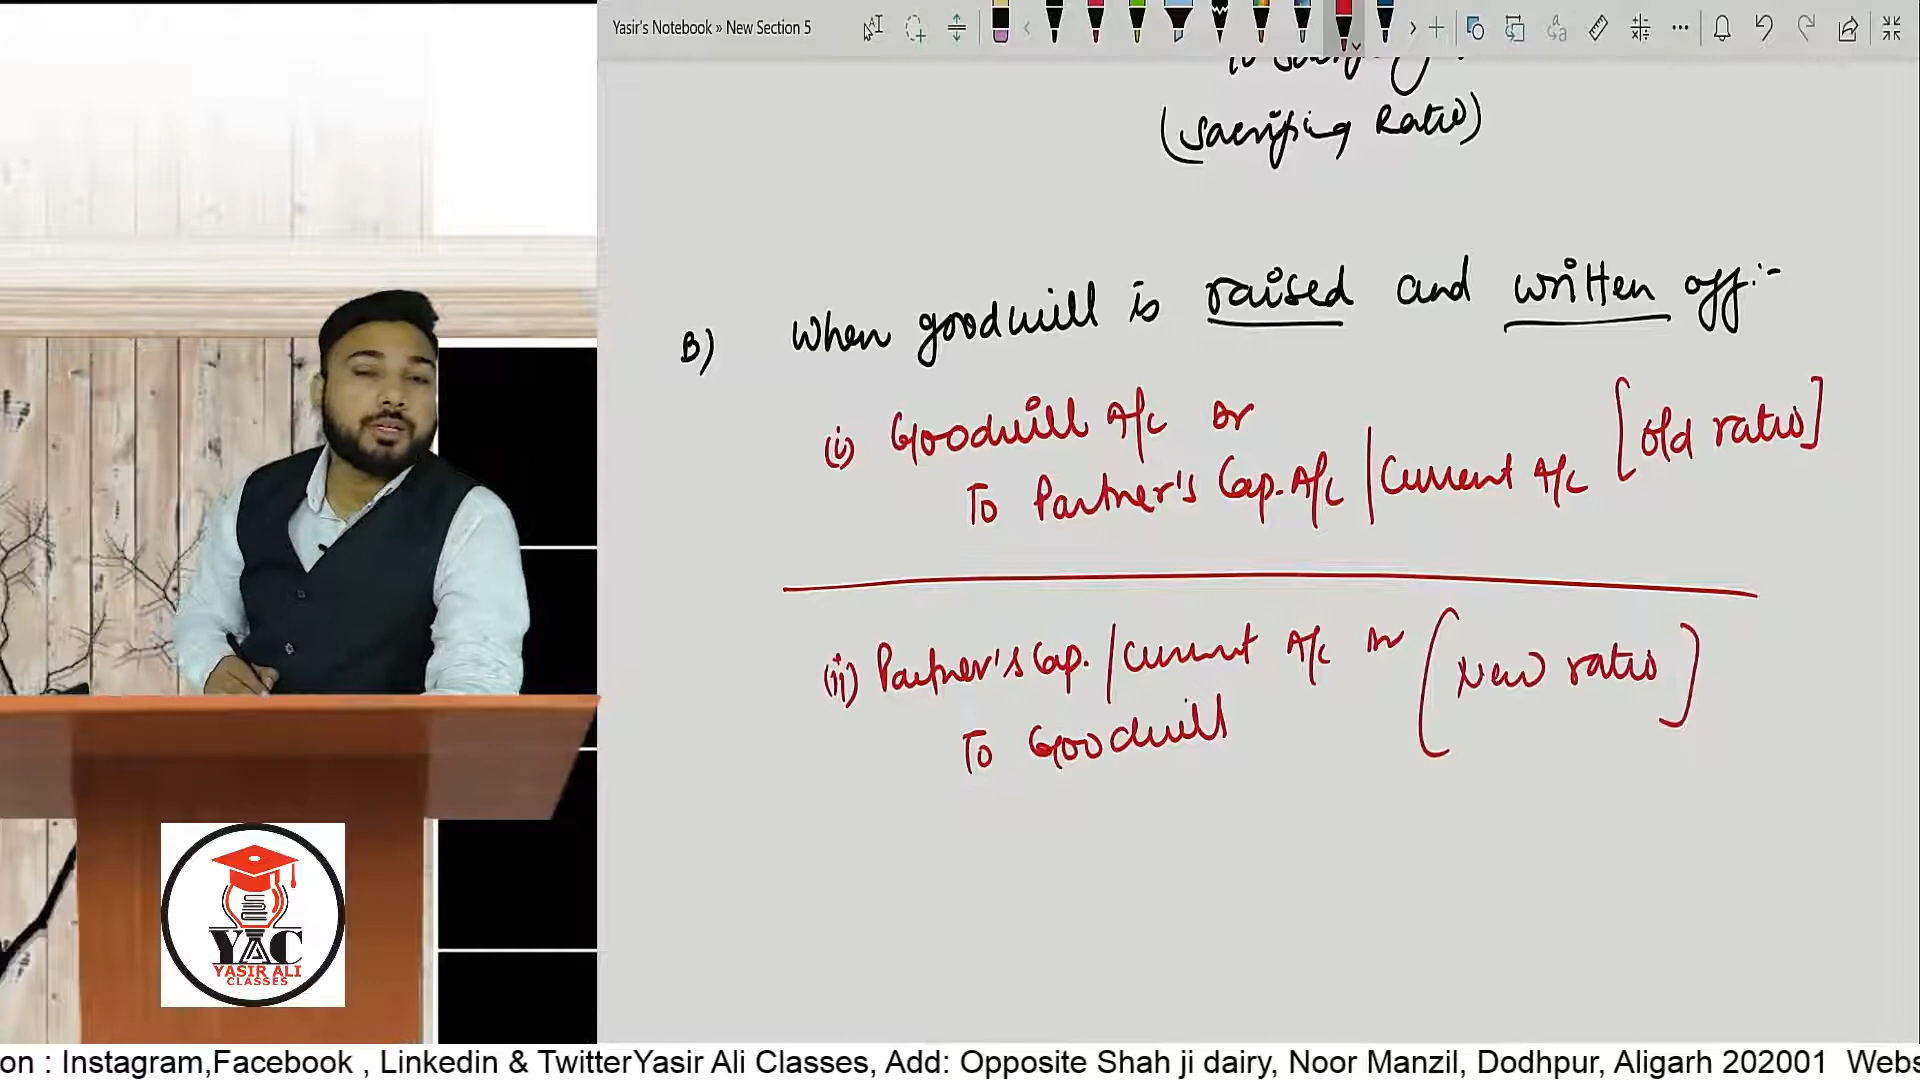 Yasir's Notebook » New Section 5
(Sacrificing Ratio)
B) When goodwill is raised and written off:-
(i) Goodwill A/c Dr [Old ratio]
To Partner's Cap. A/c | Current A/c
(ii) Partner's Cap. | Current A/c Dr (New ratio]
To Goodwill
YAC
YASIR ALI
CLASSES
on : Instagram,Facebook , Linkedin & TwitterYasir Ali Classes, Add: Opposite Shah ji dairy, Noor Manzil, Dodhpur, Aligarh 202001 Webs